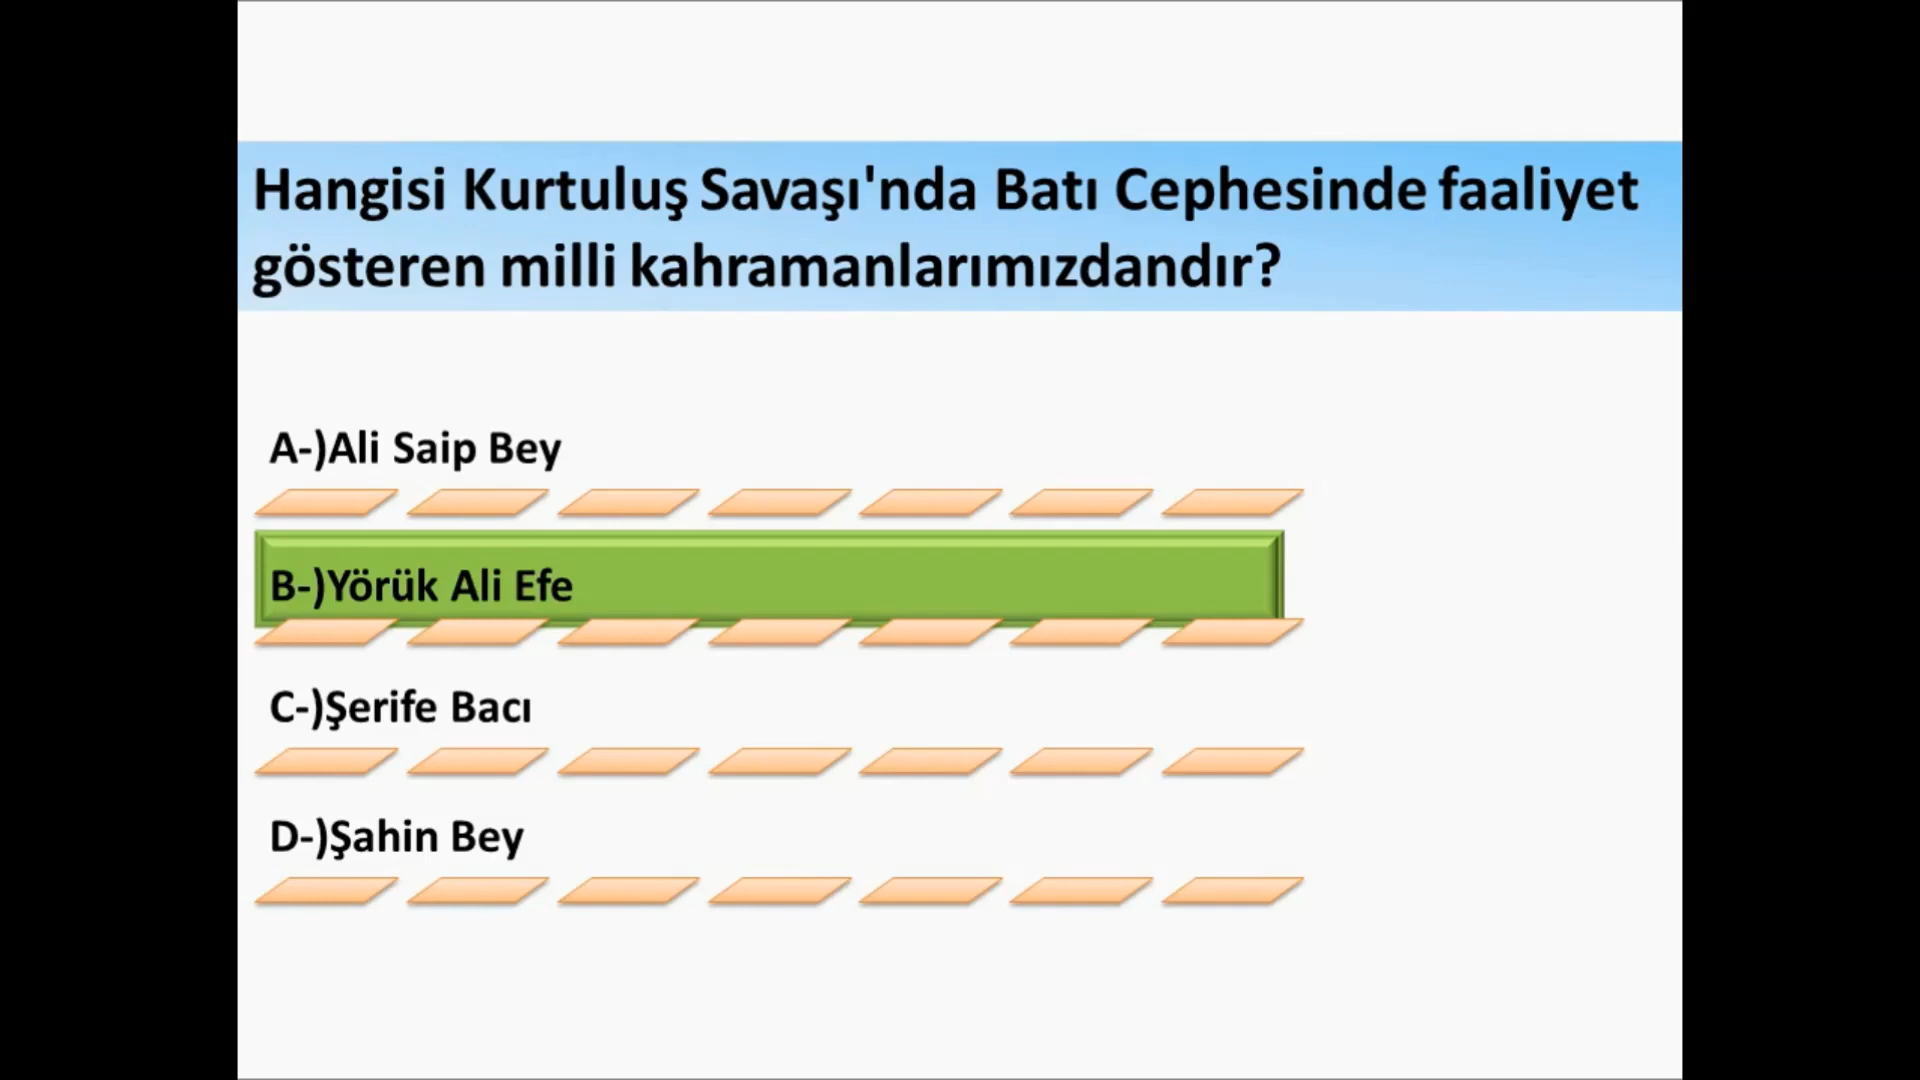 Hangisi Kurtuluş Savaşı'nda Batı Cephesinde faaliyet
gösteren milli kahramanlarımızdandır?
A-)Ali Saip Bey
B-)Yörük Ali Efe
C-)Şerife Bacı
D-)Şahin Bey